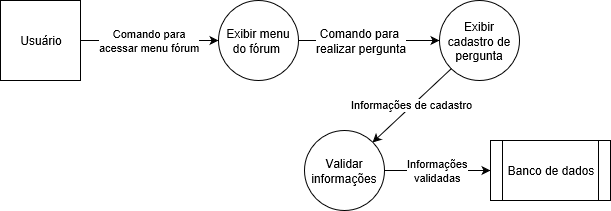 Usuário
Comando para
acessar menu fórum
Exibir menu
do fórum
Comando para
realizar pergunta
Exibir
cadastro de
pergunta
Informações de cadastro
Validar
informações
Informações
validadas
Banco de dados